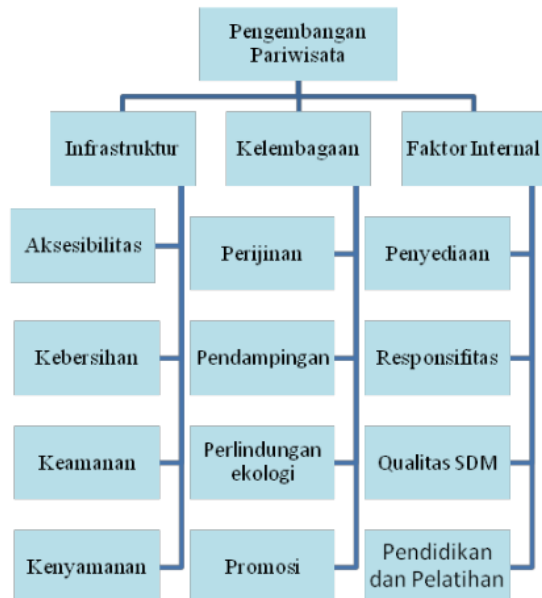 Pengembangan
Pariwisata
Infrastruktur
Kelembagaan
Faktor Internal
Aksesibilitas
Perijinan
Penyediaan
Kebersihan
Pendampingan
Responsifitas
Keamanan
Perlindungan
ekologi
Qualitas SDM
Kenyamanan
Promosi
Pendidikan
dan Pelatihan